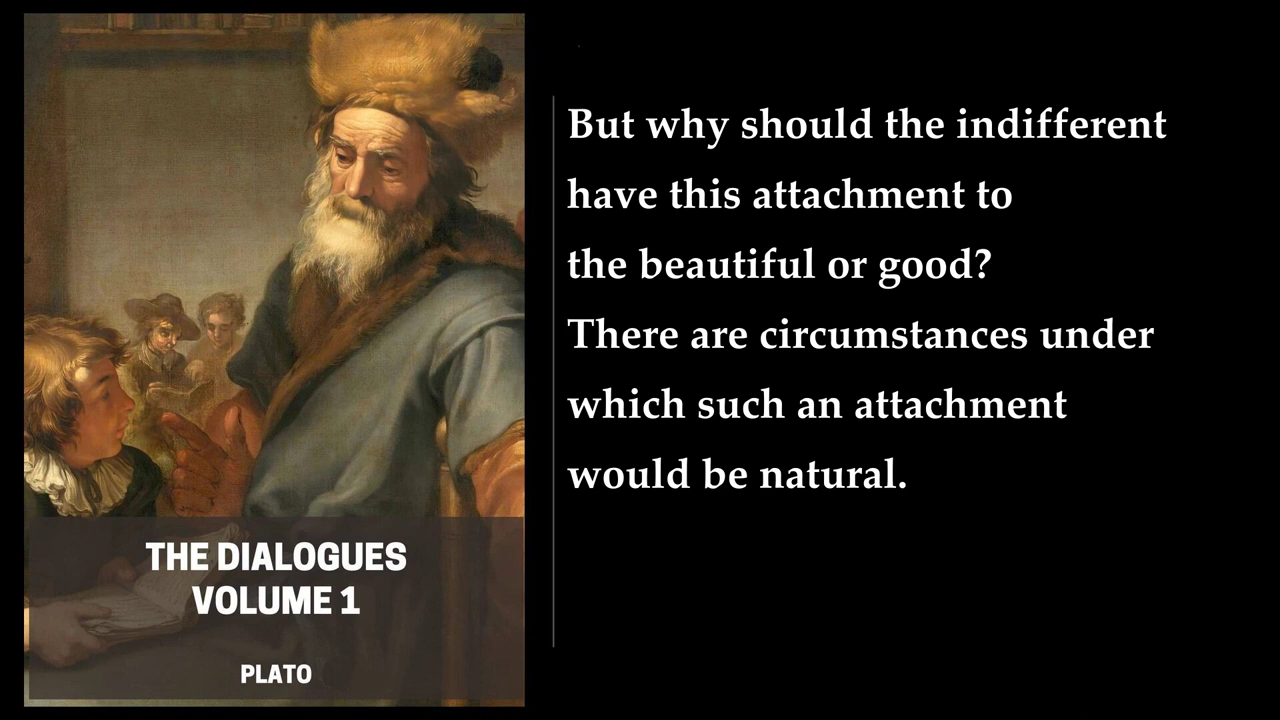 THE DIALOGUES
VOLUME 1
PLATO
But why should the indifferent
have this attachment to
the beautiful or good?
There are circumstances under
which such an attachment
would be natural.